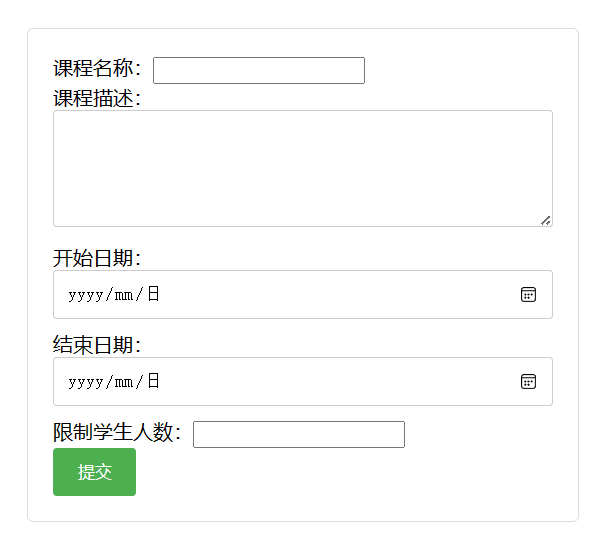 课程名称：
课程描述：
开始日期：
yyyy/mm/日
结束日期：
yyyy/mm/日
限制学生人数：
提交